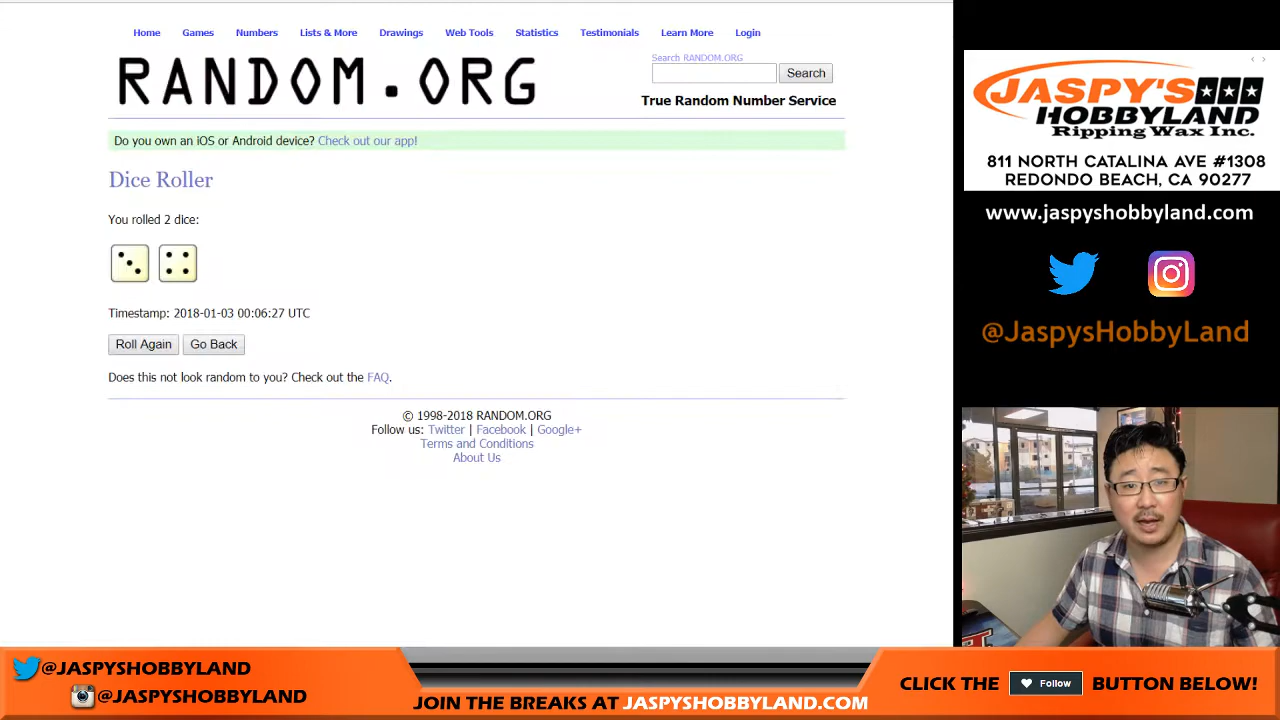 Home Games Numbers Lists & More Drawings Web Tools Statistics Testimonials Learn More Login
RANDOM.ORG
Search RANDOM.ORG
Search
True Random Number Service
Do you own an iOS or Android device? Check out our app!
Dice Roller
You rolled 2 dice:
Timestamp: 2018-01-03 00:06:27 UTC
Roll Again Go Back
Does this not look random to you? Check out the FAQ.
© 1998-2018 RANDOM.ORG
Follow us: Twitter | Facebook | Google+
Terms and Conditions
About Us
JASPY'S
HOBBYLAND
Ripping Wax Inc.
811 NORTH CATALINA AVE #1308
REDONDO BEACH, CA 90277
www.jaspyshobbyland.com
@JaspysHobbyLand
@JASPYSHOBBYLAND
@JASPYSHOBBYLAND
JOIN THE BREAKS AT JASPYSHOBBYLAND.COM
CLICK THE Follow BUTTON BELOW!